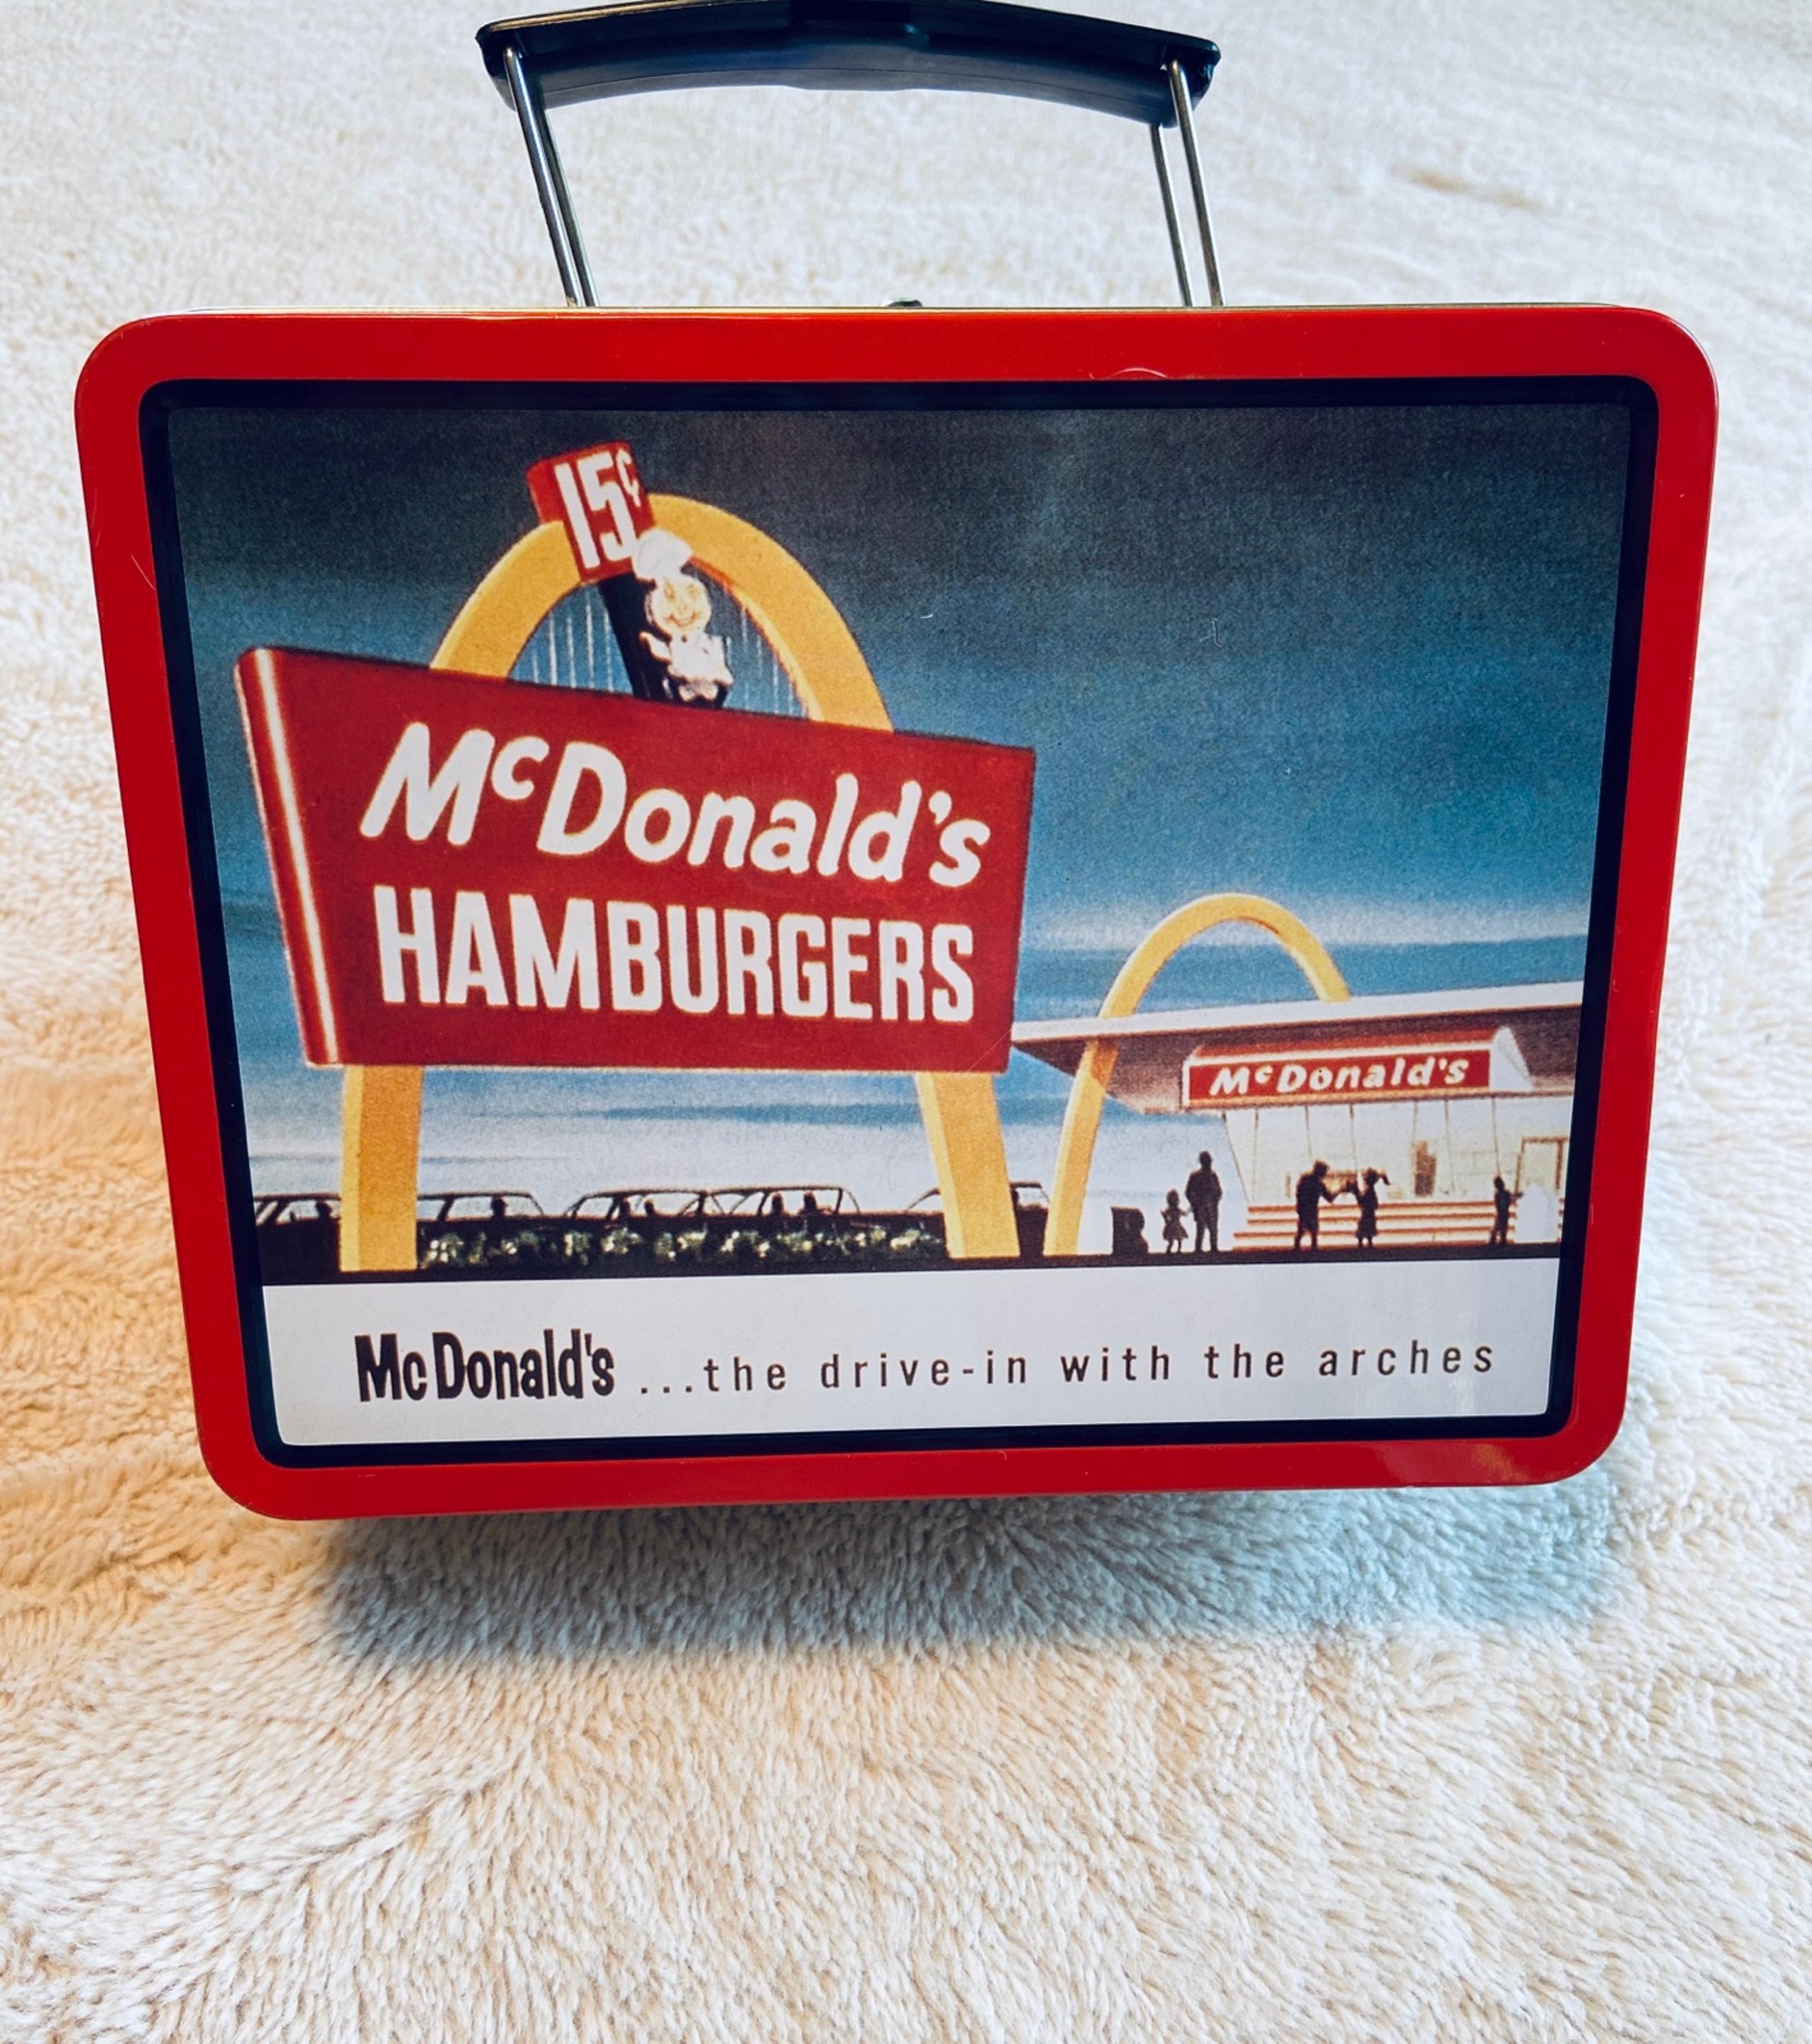 15¢
McDonald's
HAMBURGERS
McDonald's
McDonald's ...the drive-in with the arches